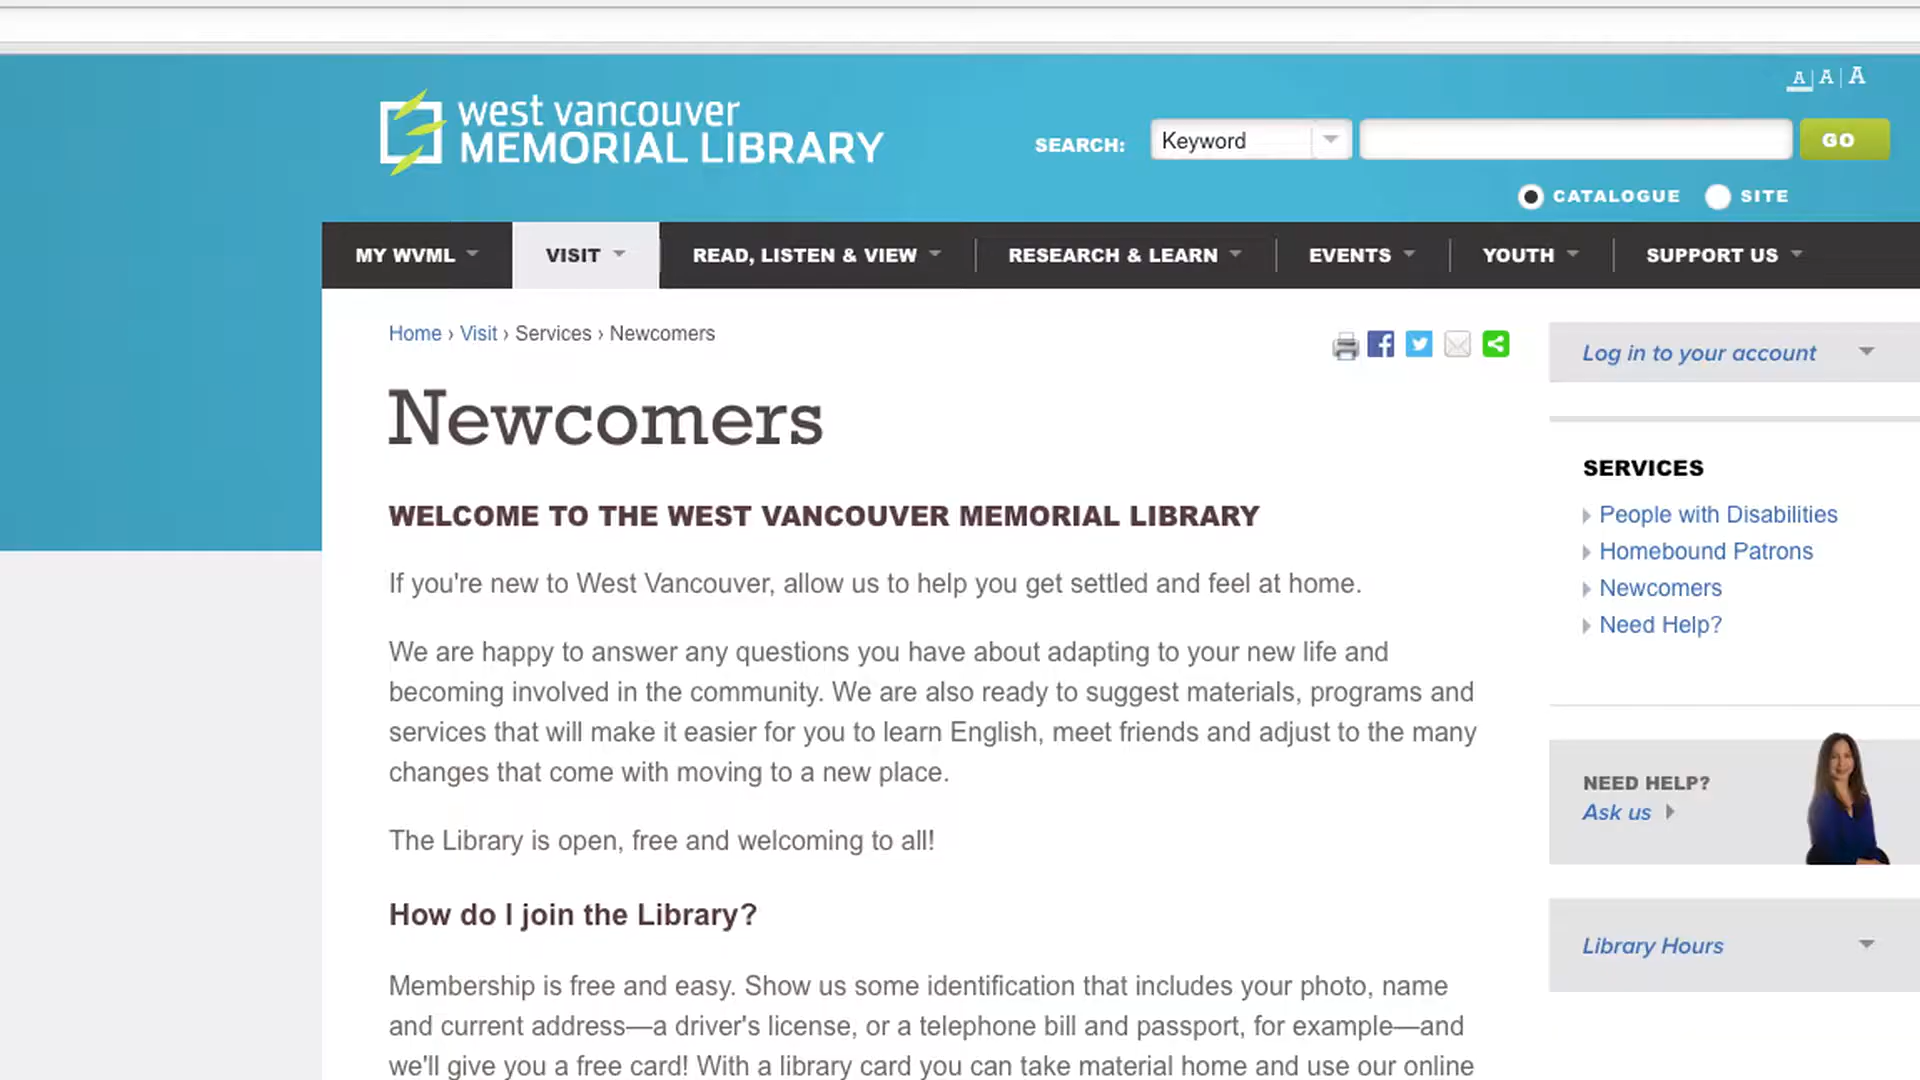 A | A | A
west vancouver
MEMORIAL LIBRARY
SEARCH: Keyword GO
CATALOGUE SITE
MY WVML VISIT READ, LISTEN & VIEW RESEARCH & LEARN EVENTS YOUTH SUPPORT US
Home › Visit › Services › Newcomers
Newcomers
WELCOME TO THE WEST VANCOUVER MEMORIAL LIBRARY
If you're new to West Vancouver, allow us to help you get settled and feel at home.
We are happy to answer any questions you have about adapting to your new life and
becoming involved in the community. We are also ready to suggest materials, programs and
services that will make it easier for you to learn English, meet friends and adjust to the many
changes that come with moving to a new place.
The Library is open, free and welcoming to all!
How do I join the Library?
Membership is free and easy. Show us some identification that includes your photo, name
and current address—a driver's license, or a telephone bill and passport, for example—and
we'll give you a free card! With a library card you can take material home and use our online
Log in to your account
SERVICES
People with Disabilities
Homebound Patrons
Newcomers
Need Help?
NEED HELP?
Ask us
Library Hours